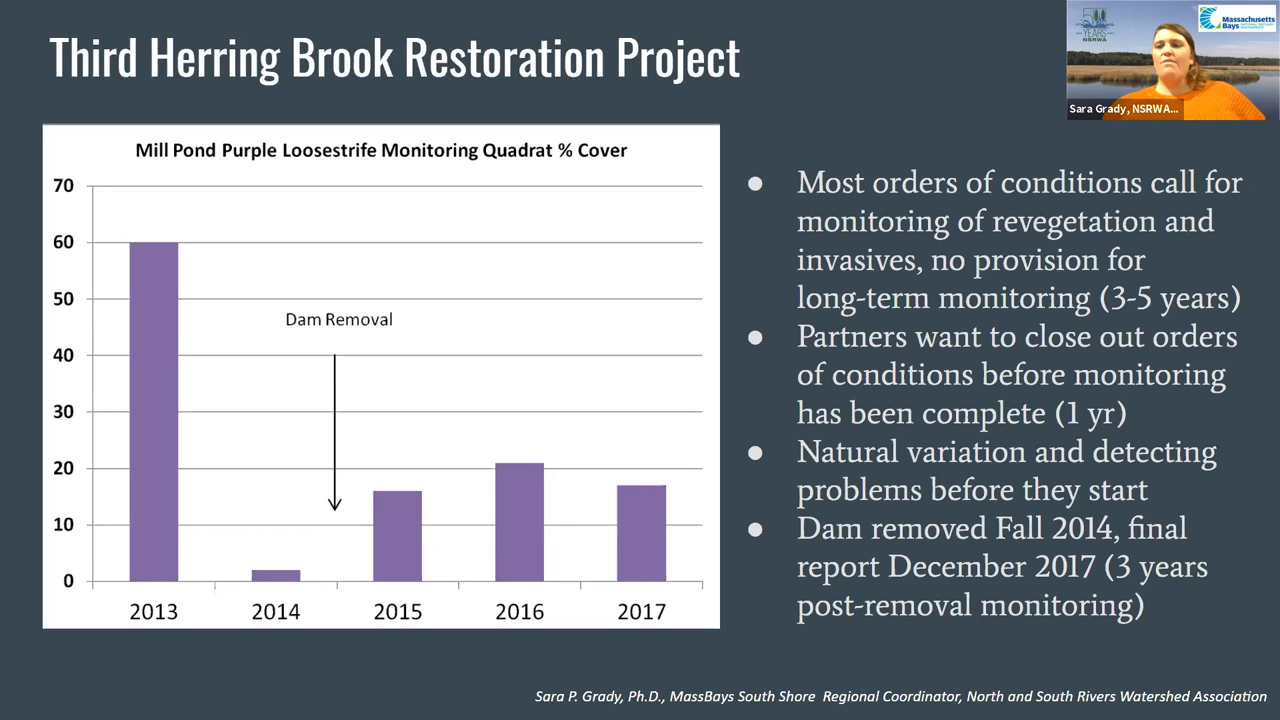 Third Herring Brook Restoration Project
50
YEARS
NSRWA
Massachusetts
Bays
Sara Grady, NSRWA...
Mill Pond Purple Loosestrife Monitoring Quadrat % Cover
70
60
50
40
30
20
10
0
Dam Removal
2013 2014 2015 2016 2017
● Most orders of conditions call for
monitoring of revegetation and
invasives, no provision for
long-term monitoring (3-5 years)
● Partners want to close out orders
of conditions before monitoring
has been complete (1 yr)
● Natural variation and detecting
problems before they start
● Dam removed Fall 2014, final
report December 2017 (3 years
post-removal monitoring)
Sara P. Grady, Ph.D., MassBays South Shore Regional Coordinator, North and South Rivers Watershed Association